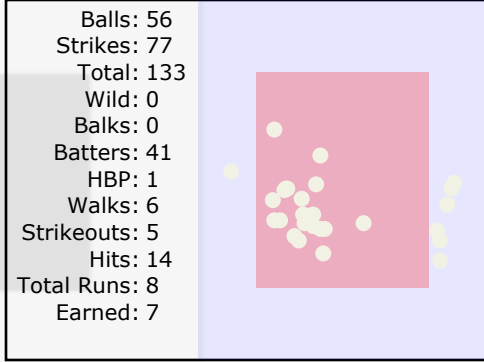 Balls: 56
Strikes: 77
Total: 133
Wild: 0
Balks: 0
Batters: 41
HBP: 1
Walks: 6
Strikeouts: 5
Hits: 14
Total Runs: 8
Earned: 7